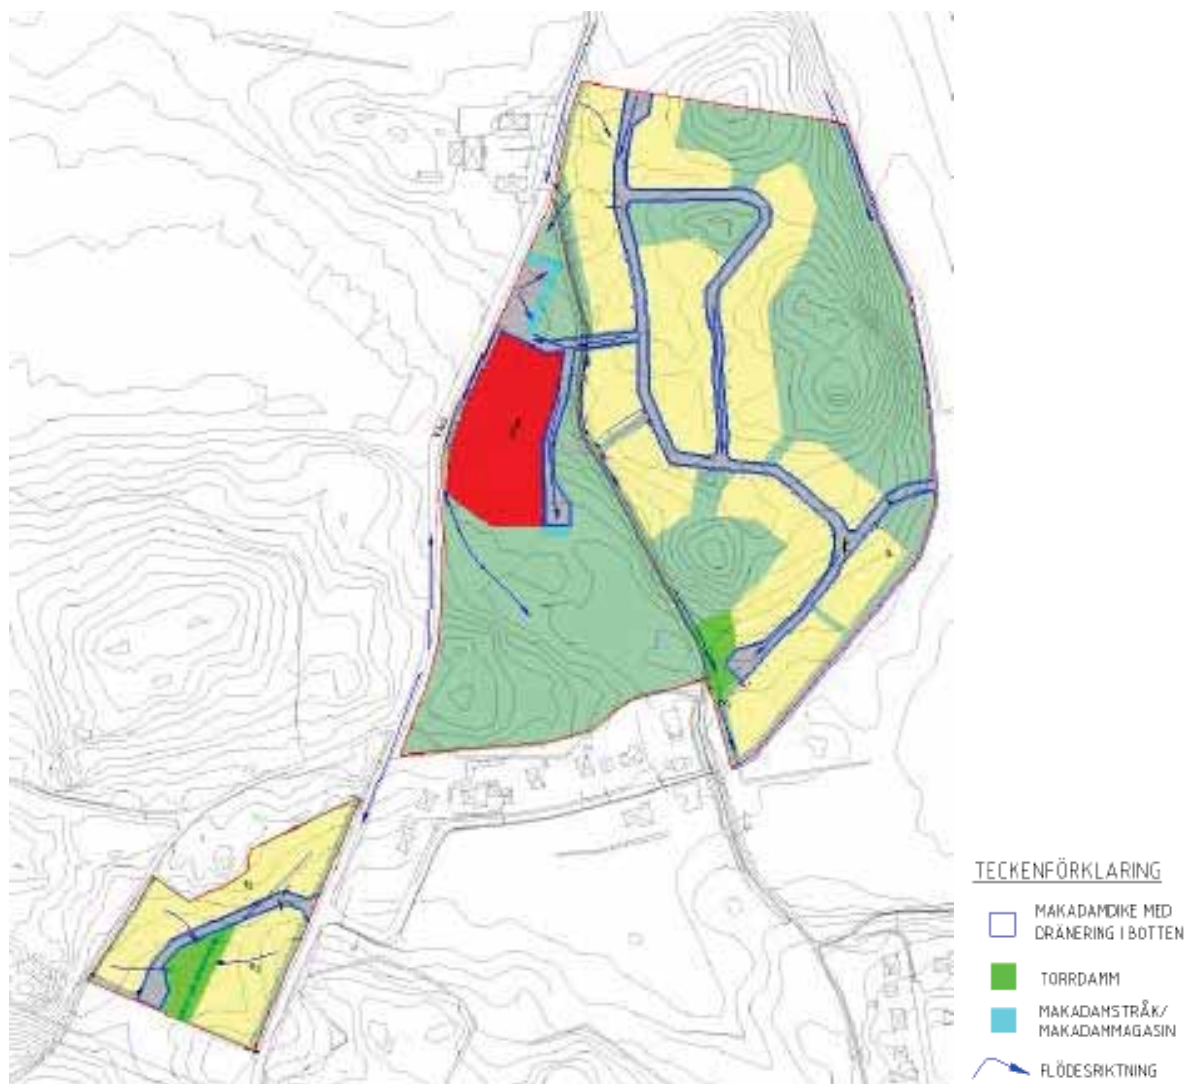 TECKENFÖRKLARING
MAKADAMDIKE MED
DRÄNERING I BOTTEN
TORRDAMM
MAKADAMSTRÅK/
MAKADAMMAGASIN
FLÖDESRIKTNING